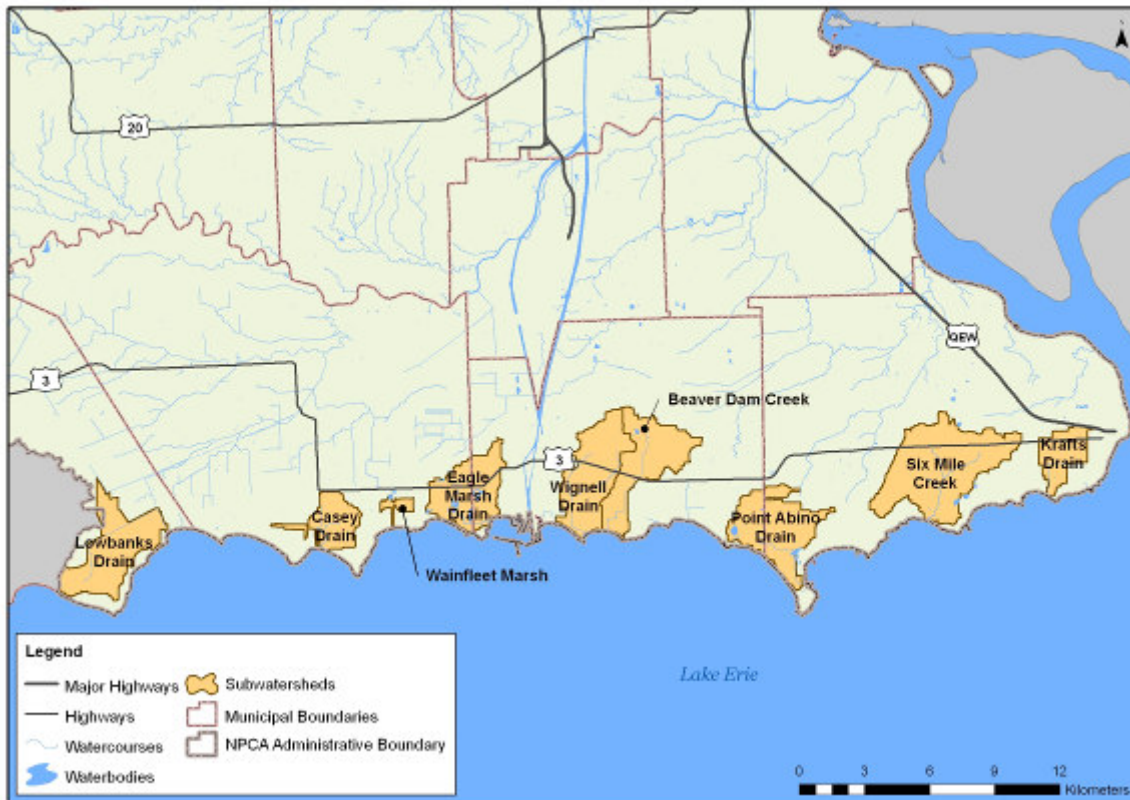 20
QEW
3
Beaver Dam Creek
3
Krafts
Drain
Six Mile
Creek
Eagle
Marsh
Drain
Wignell
Drain
Casey
Drain
Point Abino
Drain
Lowbanks
Drain
Wainfleet Marsh
Lake Erie
Legend
Major Highways
Subwatersheds
Highways
Municipal Boundaries
Watercourses
NPCA Administrative Boundary
Waterbodies
0 3 6 9 12
Kilometers